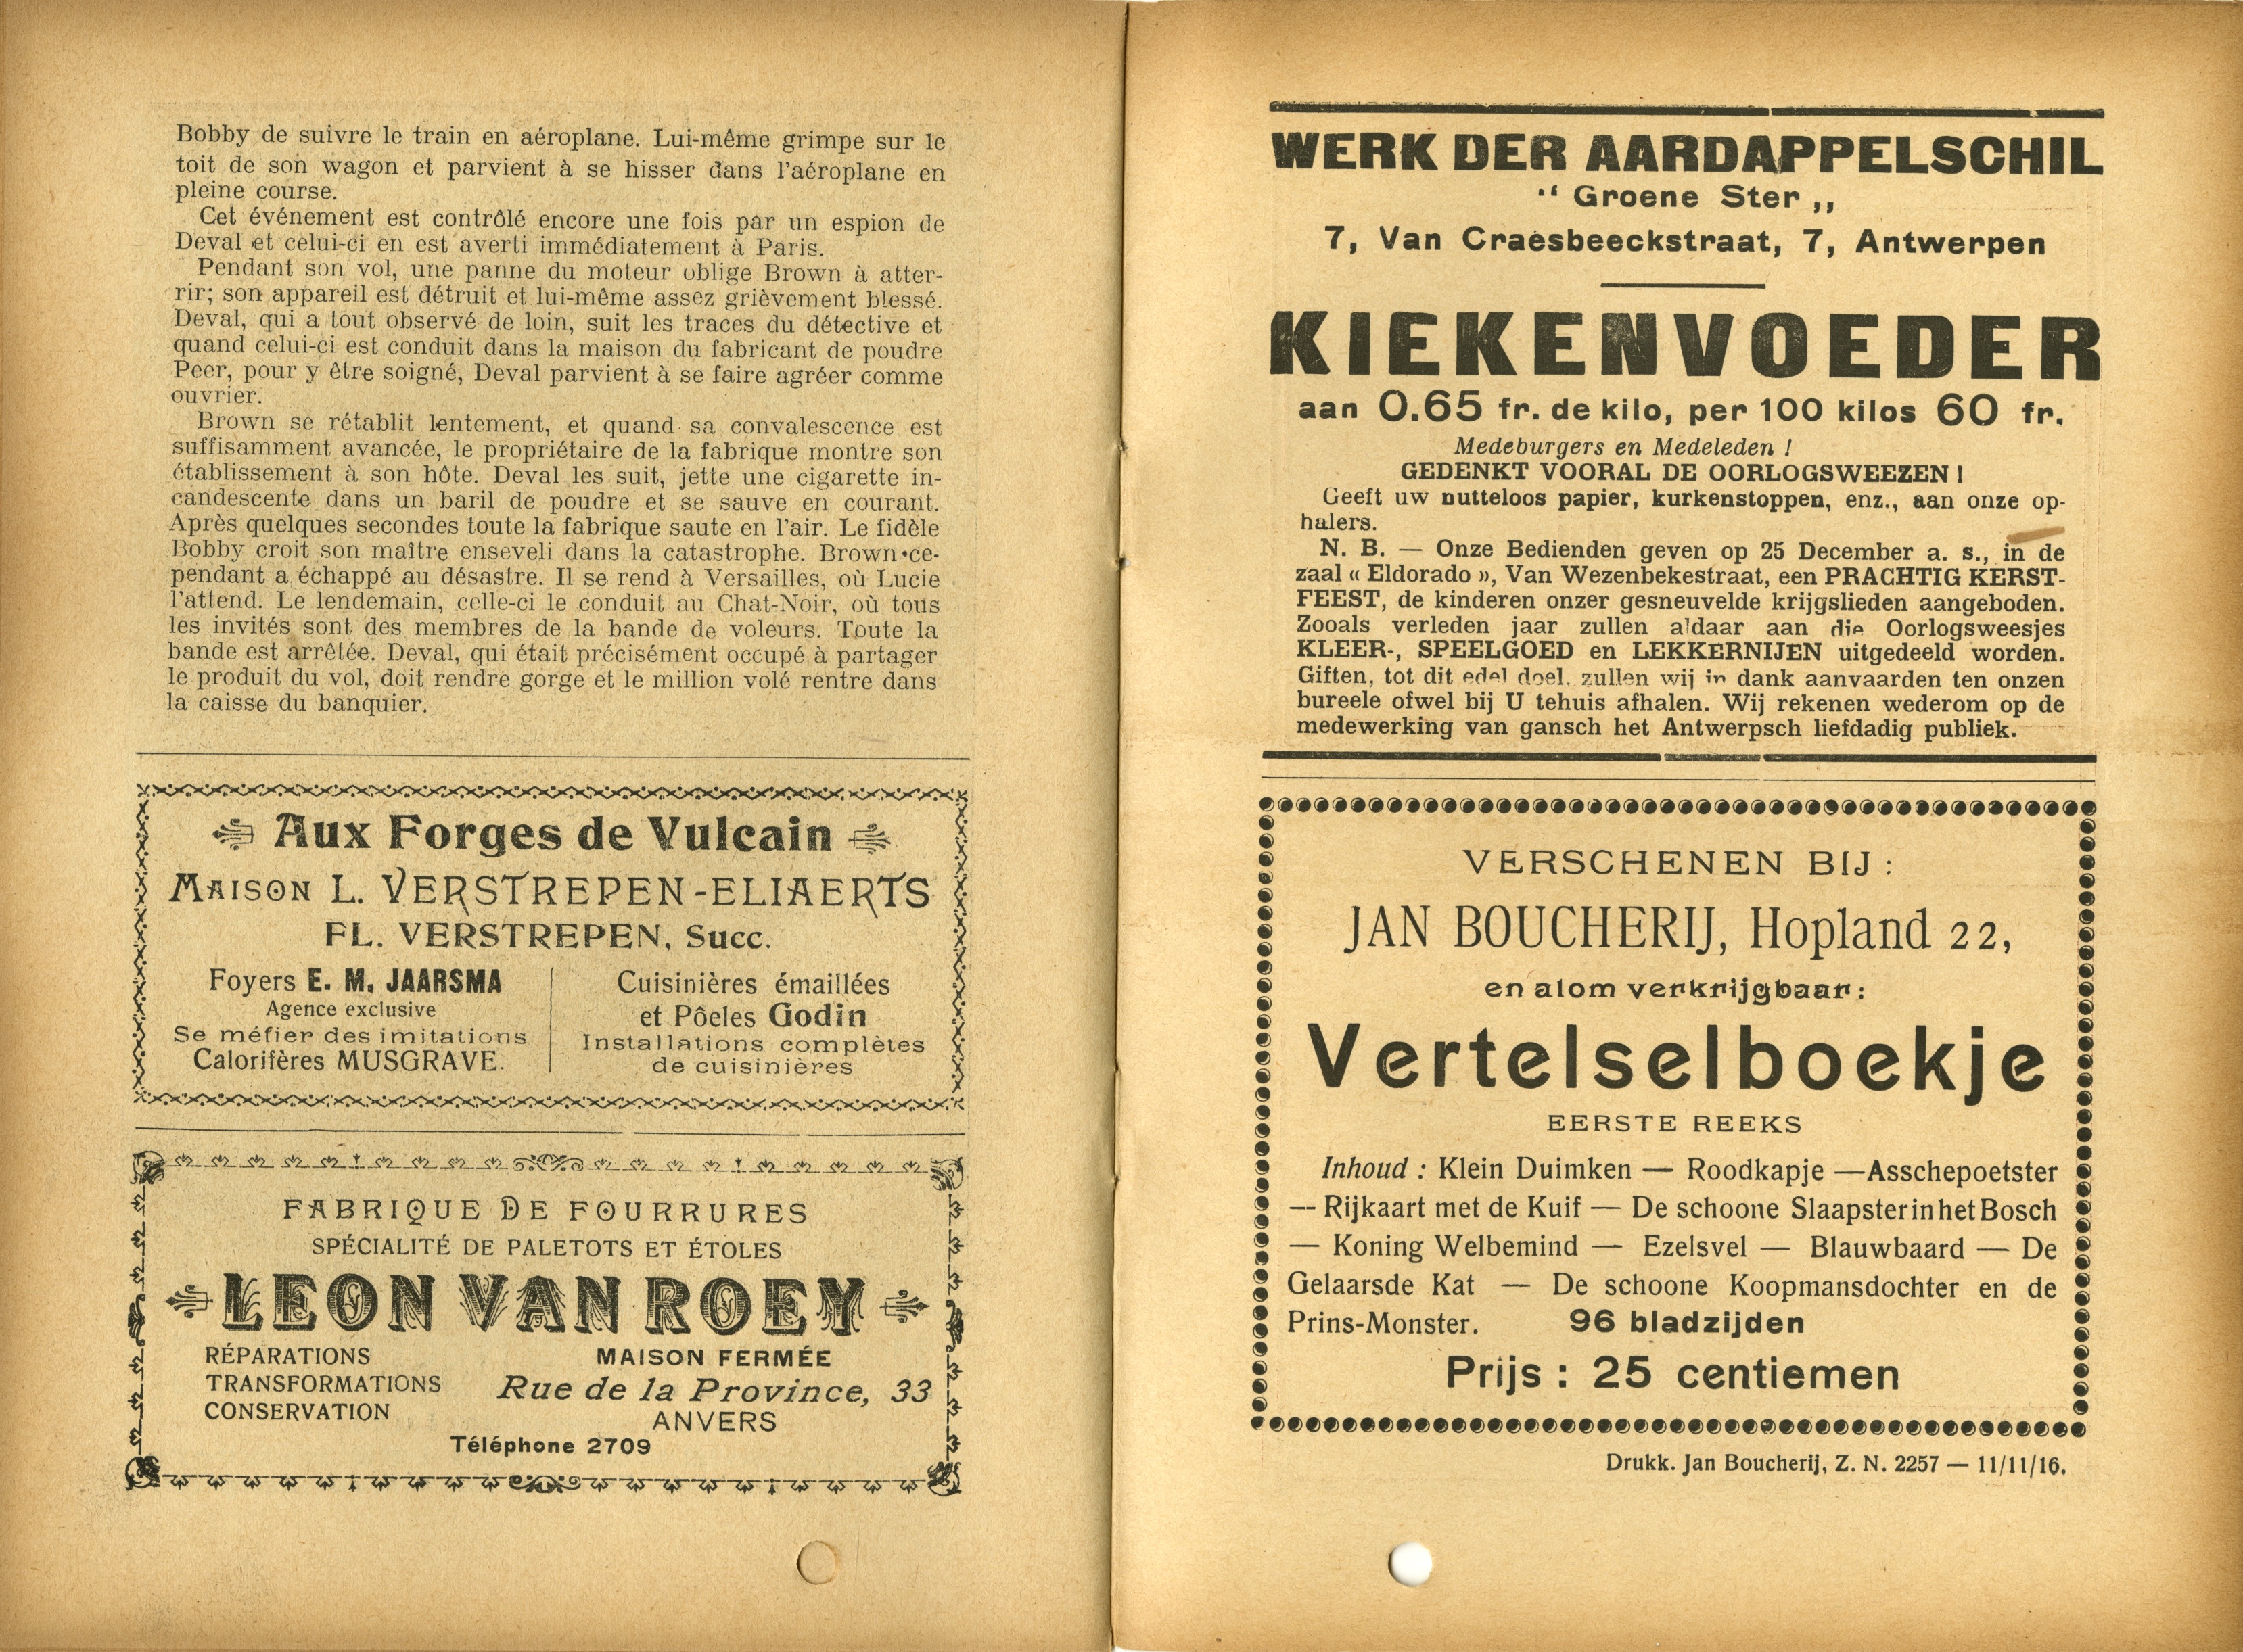 Bobby de suivre le train en aéroplane. Lui-même grimpe sur le
toit de son wagon et parvient à se hisser dans l'aéroplane en
pleine course.
Cet événement est contrôlé encore une fois par un espion de
Deval et celui-ci en est averti immédiatement à Paris.
Pendant son vol, une panne du moteur oblige Brown à atter-
rir; son appareil est détruit et lui-même assez grièvement blessé.
Deval, qui a tout observé de loin, suit les traces du détective et
quand celui-ci est conduit dans la maison du fabricant de poudre
Peer, pour y être soigné, Deval parvient à se faire agréer comme
ouvrier.
Brown se rétablit lentement, et quand sa convalescence est
suffisamment avancée, le propriétaire de la fabrique montre son
établissement à son hôte. Deval les suit, jette une cigarette in-
candescente dans un baril de poudre et se sauve en courant.
Après quelques secondes toute la fabrique saute en l'air. Le fidèle
Bobby croit son maître enseveli dans la catastrophe. Brown ce-
pendant a échappé au désastre. Il se rend à Versailles, où Lucie
l'attend. Le lendemain, celle-ci le conduit au Chat-Noir, où tous
les invités sont des membres de la bande de voleurs. Toute la
bande est arrêtée. Deval, qui était précisément occupé à partager
le produit du vol, doit rendre gorge et le million volé rentre dans
la caisse du banquier.
Aux Forges de Vulcain
MAISON L. VERSTREPEN-ELIAERTS
FL. VERSTREPEN, Succ.
Foyers E. M. JAARSMA
Agence exclusive
Se méfier des imitations
Calorifères MUSGRAVE.
Cuisinières émaillées
et Pôeles Godin
Installations complètes
de cuisinières
FABRIQUE DE FOURRURES
SPÉCIALITÉ DE PALETOTS ET ÉTOLES
LEON VAN ROEY
RÉPARATIONS
TRANSFORMATIONS
CONSERVATION
MAISON FERMÉE
Rue de la Province, 33
ANVERS
Téléphone 2709
WERK DER AARDAPPELSCHIL
" Groene Ster ,,
7, Van Craesbeeckstraat, 7, Antwerpen
KIEKENVOEDER
aan 0.65 fr. de kilo, per 100 kilos 60 fr.
Medeburgers en Medeleden !
GEDENKT VOORAL DE OORLOGSWEEZEN !
Geeft uw nutteloos papier, kurkenstoppen, enz., aan onze op-
halers.
N. B. — Onze Bedienden geven op 25 December a. s., in de
zaal « Eldorado », Van Wezenbekestraat, een PRACHTIG KERST-
FEEST, de kinderen onzer gesneuvelde krijgslieden aangeboden.
Zooals verleden jaar zullen aldaar aan die Oorlogsweesjes
KLEER-, SPEELGOED en LEKKERNIJEN uitgedeeld worden.
Giften, tot dit edel doel, zullen wij in dank aanvaarden ten onzen
bureele ofwel bij U tehuis afhalen. Wij rekenen wederom op de
medewerking van gansch het Antwerpsch liefdadig publiek.
VERSCHENEN BIJ :
JAN BOUCHERIJ, Hopland 22,
en alom verkrijgbaar :
Vertelselboekje
EERSTE REEKS
Inhoud : Klein Duimken — Roodkapje —Asschepoetster
— Rijkaart met de Kuif — De schoone Slaapster in het Bosch
— Koning Welbemind — Ezelsvel — Blauwbaard — De
Gelaarsde Kat — De schoone Koopmansdochter en de
Prins-Monster. 96 bladzijden
Prijs : 25 centiemen
Drukk. Jan Boucherij, Z. N. 2257 — 11/11/16.